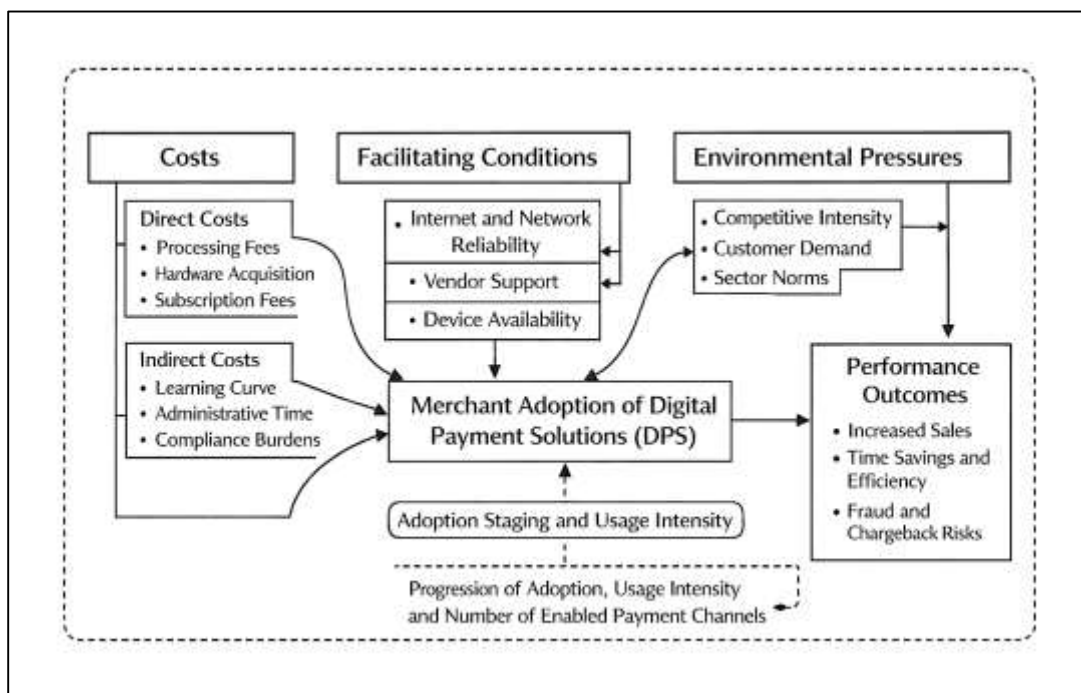 Costs
Direct Costs
• Processing Fees
• Hardware Acquisition
• Subscription Fees
Indirect Costs
• Learning Curve
• Administrative Time
• Compliance Burdens
Facilitating Conditions
• Internet and Network
Reliability
• Vendor Support
• Device Availability
Environmental Pressures
• Competitive Intensity
• Customer Demand
• Sector Norms
Merchant Adoption of Digital
Payment Solutions (DPS)
Performance
Outcomes
• Increased Sales
• Time Savings and
Efficiency
• Fraud and
Chargeback Risks
Adoption Staging and Usage Intensity
Progression of Adoption, Usage Intensity
and Number of Enabled Payment Channels